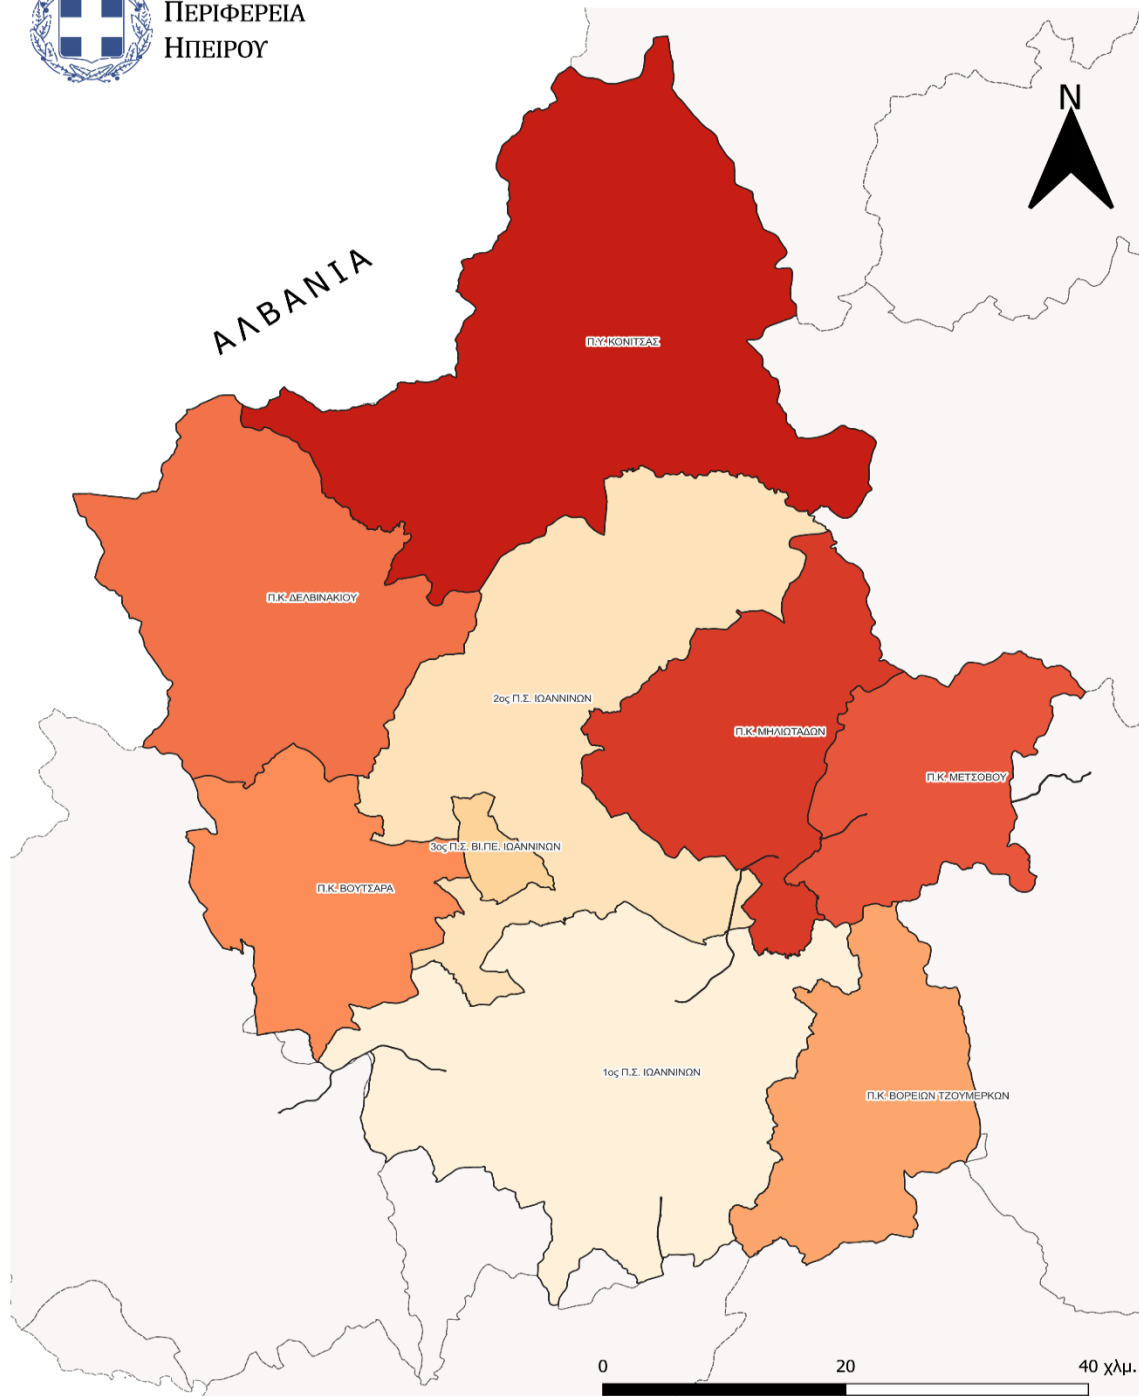 ΠΕΡΙΦΕΡΕΙΑ
ΗΠΕΙΡΟΥ
N
ΑΛΒΑΝΙΑ
Π.Υ. ΚΟΝΙΤΣΑΣ
Π.Κ. ΔΕΛΒΙΝΑΚΙΟΥ
2ος Π.Σ. ΙΩΑΝΝΙΝΩΝ
Π.Κ. ΜΗΛΙΩΤΑΔΩΝ
Π.Κ. ΜΕΤΣΟΒΟΥ
3ος Π.Σ. ΒΙ.ΠΕ. ΙΩΑΝΝΙΝΩΝ
Π.Κ. ΒΟΥΤΣΑΡΑ
1ος Π.Σ. ΙΩΑΝΝΙΝΩΝ
Π.Κ. ΒΟΡΕΙΩΝ ΤΖΟΥΜΕΡΚΩΝ
0 20 40 χλμ.